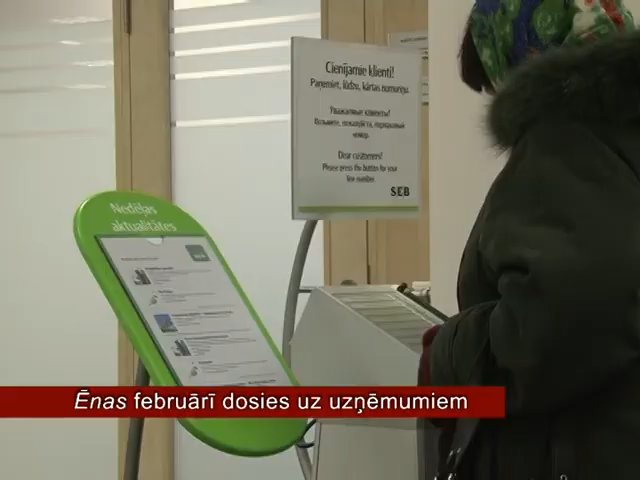 Cienījamie klienti!
Paņemiet, lūdzu, kārtas numuriņu.
Уважаемые клиенты!
Возьмите, пожалуйста, порядковый
номер.
Dear customers!
Please press the button for your
line number.
SEB
Nedēļas
aktualitātes
Ēnas februārī dosies uz uzņēmumiem